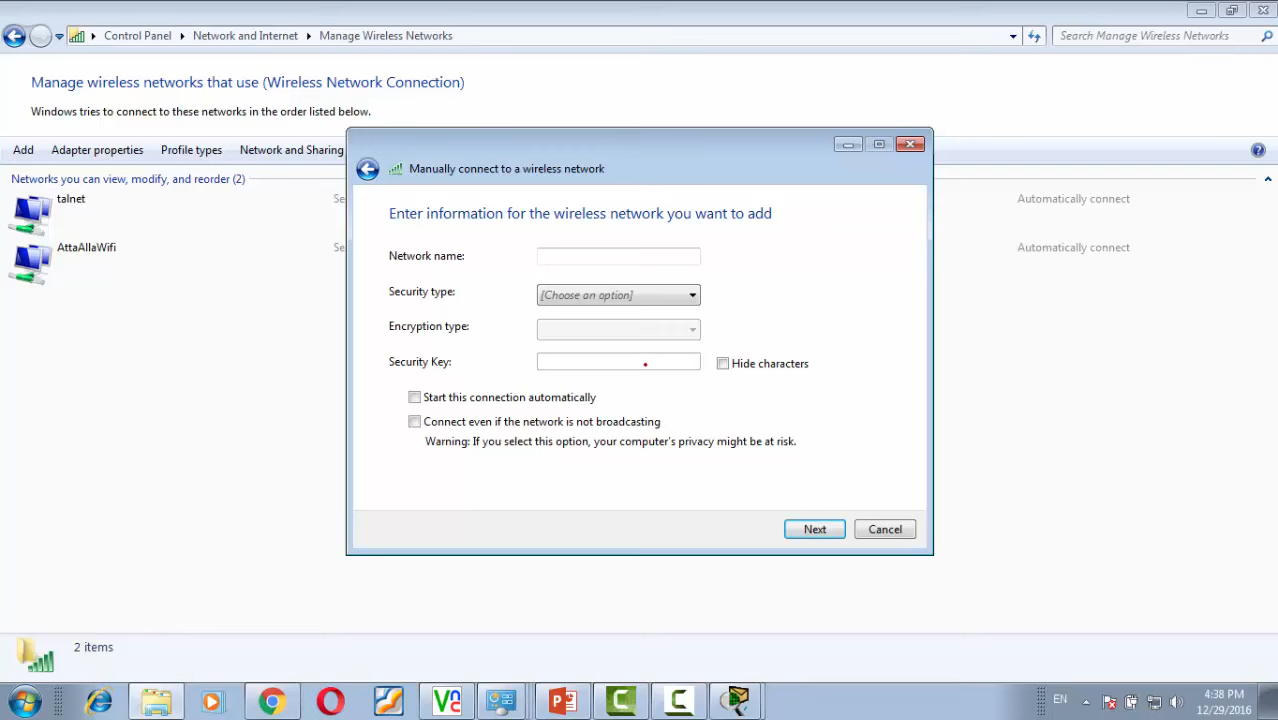 Control Panel
Network and Internet
Manage Wireless Networks
Search Manage Wireless Networks
Manage wireless networks that use (Wireless Network Connection)
Windows tries to connect to these networks in the order listed below.
Add Adapter properties Profile types Network and Sharing
Networks you can view, modify, and reorder (2)
talnet
Se
Automatically connect
AttaAllaWifi
Se
Automatically connect
Manually connect to a wireless network
Enter information for the wireless network you want to add
Network name:
Security type:
[Choose an option]
Encryption type:
Security Key:
Hide characters
Start this connection automatically
Connect even if the network is not broadcasting
Warning: If you select this option, your computer's privacy might be at risk.
Next
Cancel
2 items
EN
4:38 PM
12/29/2016